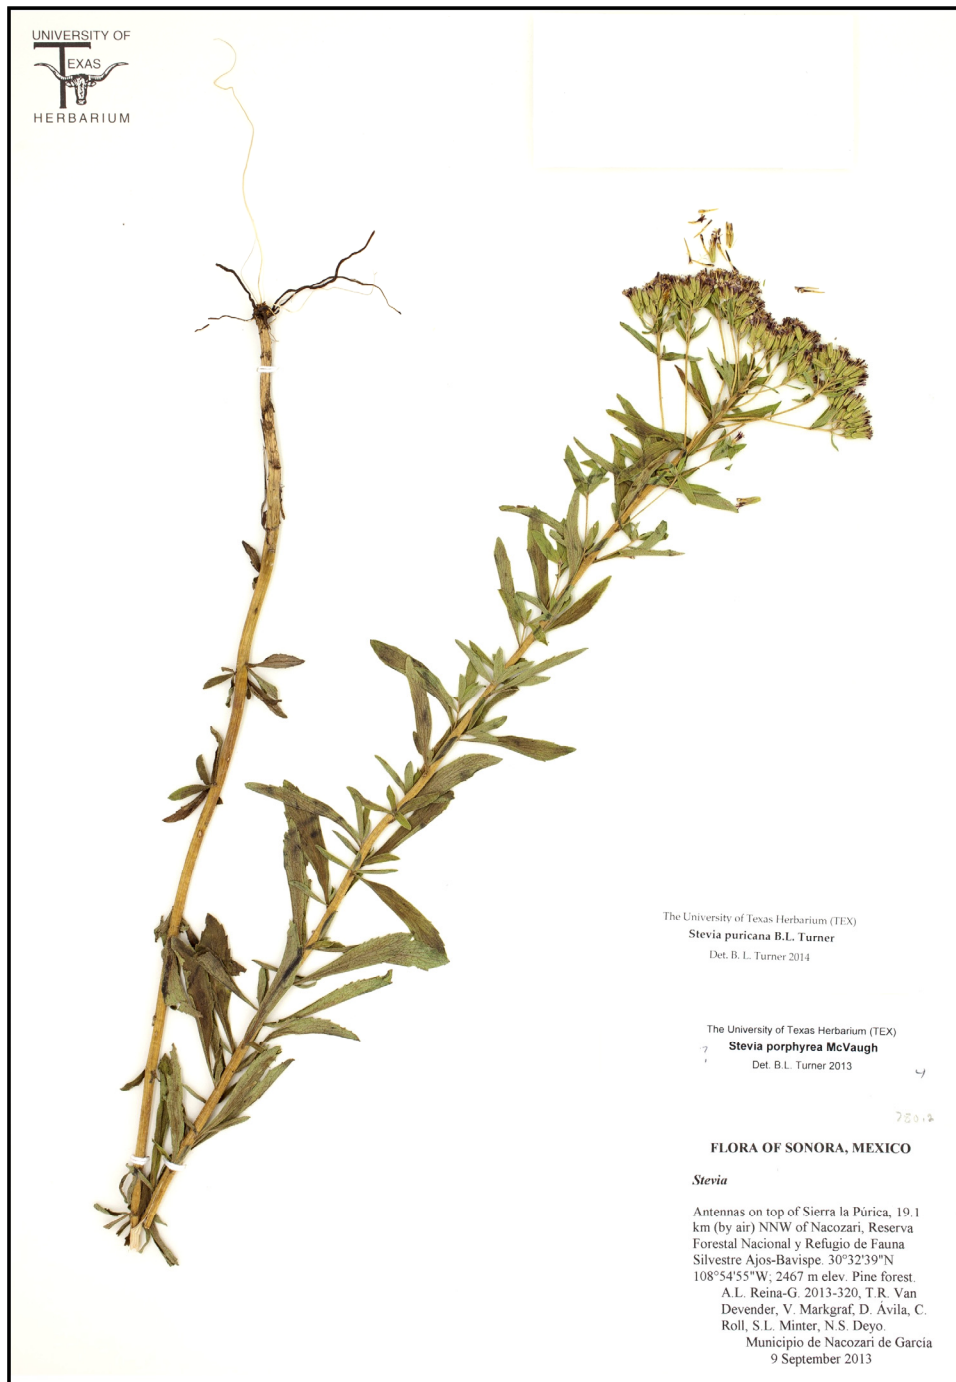 UNIVERSITY OF
TEXAS
HERBARIUM
The University of Texas Herbarium (TEX)
Stevia puricana B.L. Turner
Det. B. L. Turner 2014
The University of Texas Herbarium (TEX)
? Stevia porphyrea McVaugh
Det. B.L. Turner 2013
4
FLORA OF SONORA, MEXICO
Stevia
Antennas on top of Sierra la Púrica, 19.1
km (by air) NNW of Nacozari, Reserva
Forestal Nacional y Refugio de Fauna
Silvestre Ajos-Bavispe. 30°32'39"N
108°54'55"W; 2467 m elev. Pine forest.
A.L. Reina-G. 2013-320, T.R. Van
Devender, V. Markgraf, D. Ávila, C.
Roll, S.L. Minter, N.S. Deyo.
Municipio de Nacozari de García
9 September 2013